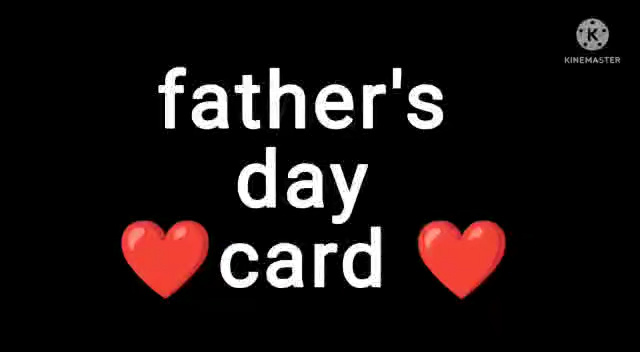 K
KINEMASTER
father's
day
❤️card ❤️